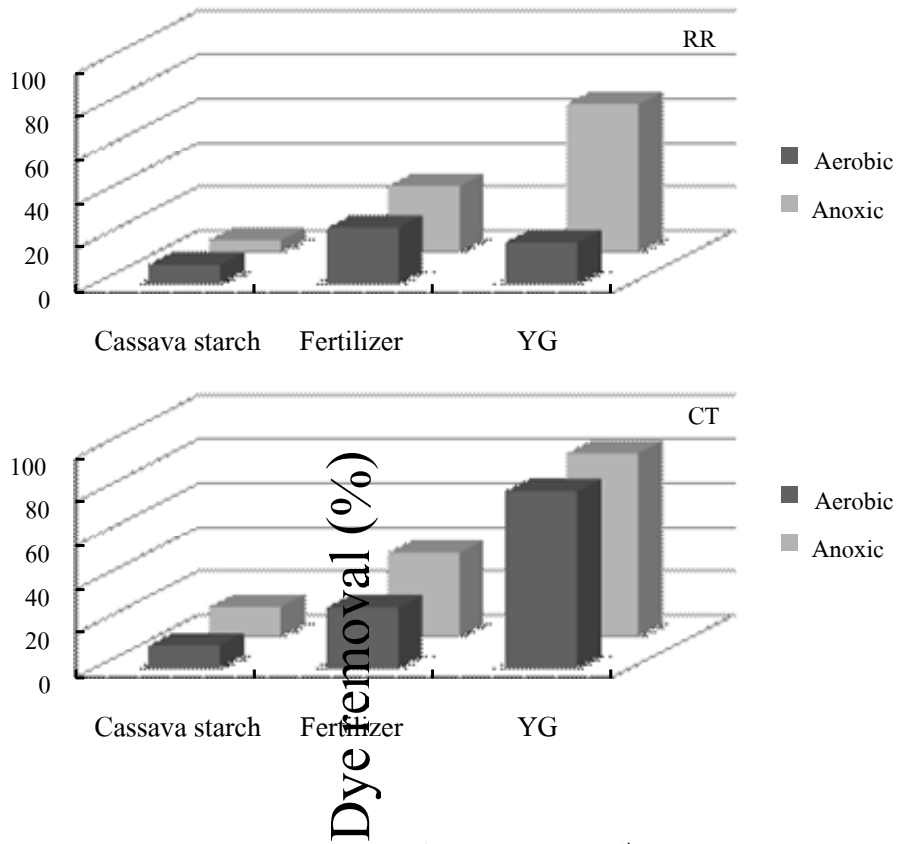 RR
100
80
60
40
20
0
Aerobic
Anoxic
Cassava starch Fertilizer YG
CT
100
80
60
40
20
0
Aerobic
Anoxic
Cassava starch Fertilizer YG
Dye removal (%)